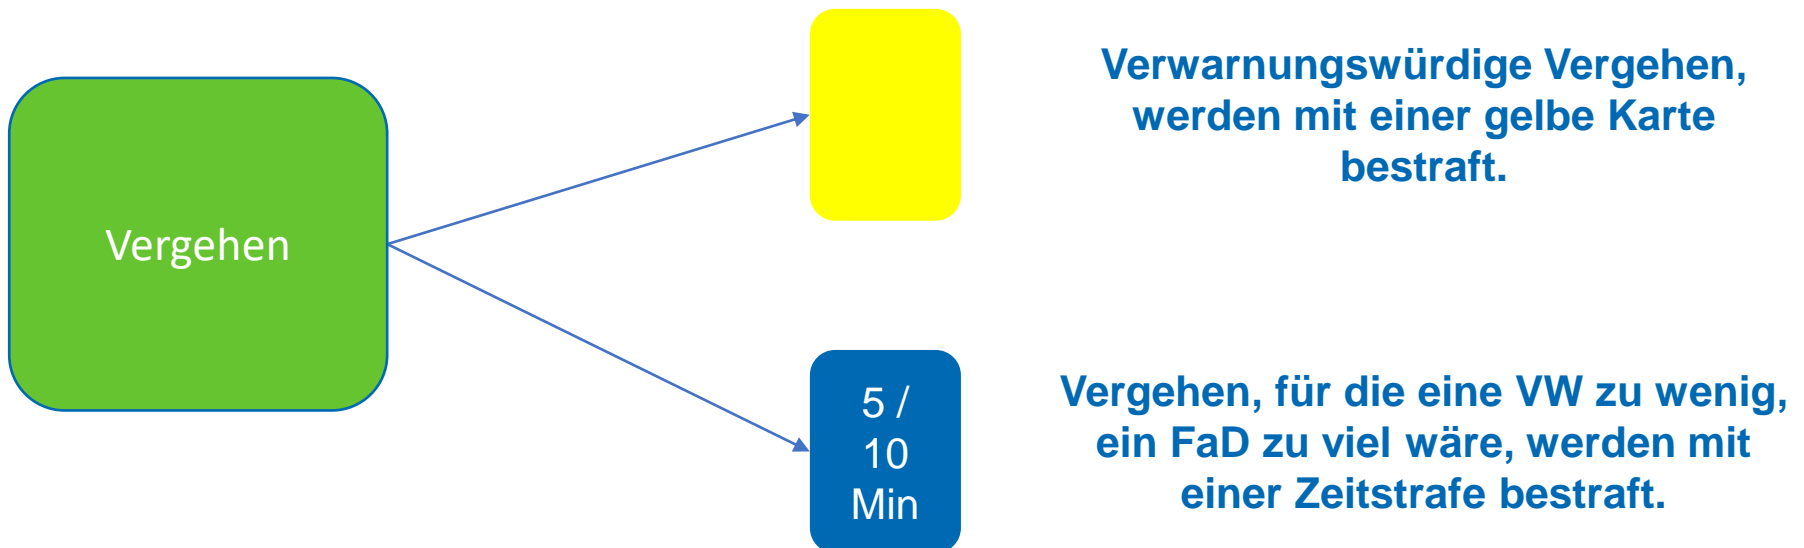 Vergehen
Verwarnungswürdige Vergehen,
werden mit einer gelbe Karte
bestraft.
5 /
10
Min
Vergehen, für die eine VW zu wenig,
ein FaD zu viel wäre, werden mit
einer Zeitstrafe bestraft.